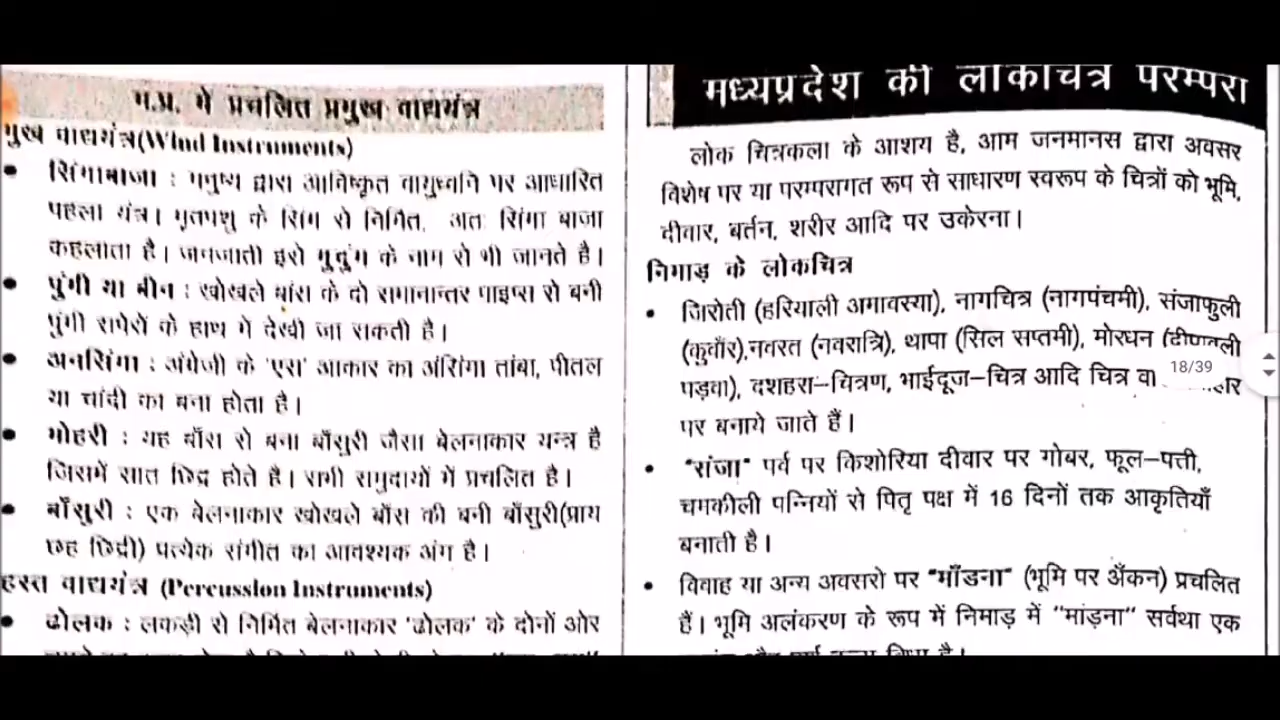 म.प्र. में प्रचलित प्रमुख वाद्ययंत्र
मुख वाद्ययंत्र(Wind Instruments)
• सिंगाबाजा : मनुष्य द्वारा आविष्कृत वायुध्वनि पर आधारित
पहला यंत्र। मृतपशु के सिंग से निर्मित, अतः सिंगा बाजा
कहलाता है। जनजाती इसे मुदुंग के नाम से भी जानते है।
• पुंगी या बीन : खोखले बांस के दो समानान्तर पाइप्स से बनी
पुंगी सपेरों के हाथ मे देखी जा सकती है।
• अनसिंगा : अंग्रेजी के 'एस' आकार का अंसिंगा तांबा, पीतल
या चांदी का बना होता है।
• मोहरी : यह बाँस से बना बाँसुरी जैसा बेलनाकार यन्त्र है
जिसमें सात छिद्र होते है। सभी समुदायों में प्रचलित है।
• बाँसुरी : एक बेलनाकार खोखले बाँस की बनी बाँसुरी(प्राय
छह छिद्री) प्रत्येक संगीत का आवश्यक अंग है।
हस्त वाद्ययंत्र (Percussion Instruments)
• ढोलक : लकड़ी से निर्मित बेलनाकार 'ढोलक' के दोनों ओर
मध्यप्रदेश की लोकचित्र परम्परा
लोक चित्रकला के आशय है, आम जनमानस द्वारा अवसर
विशेष पर या परम्परागत रूप से साधारण स्वरूप के चित्रों को भूमि,
दीवार, बर्तन, शरीर आदि पर उकेरना।
निमाड़ के लोकचित्र
• जिरोती (हरियाली अमावस्या), नागचित्र (नागपंचमी), संजाफुली
(कुवाँर),नवरत (नवरात्रि), थापा (सिल सप्तमी), मोरधन
पड़वा), दशहरा-चित्रण, भाईदूज-चित्र आदि चित्र
पर बनाये जाते हैं।
• "संजा" पर्व पर किशोरिया दीवार पर गोबर, फूल-पत्ती,
चमकीली पन्नियों से पितृ पक्ष में 16 दिनों तक आकृतियाँ
बनाती है।
• विवाह या अन्य अवसरो पर "माँडना" (भूमि पर अँकन) प्रचलित
हैं। भूमि अलंकरण के रूप में निमाड़ में "मांड़ना" सर्वथा एक
18/39